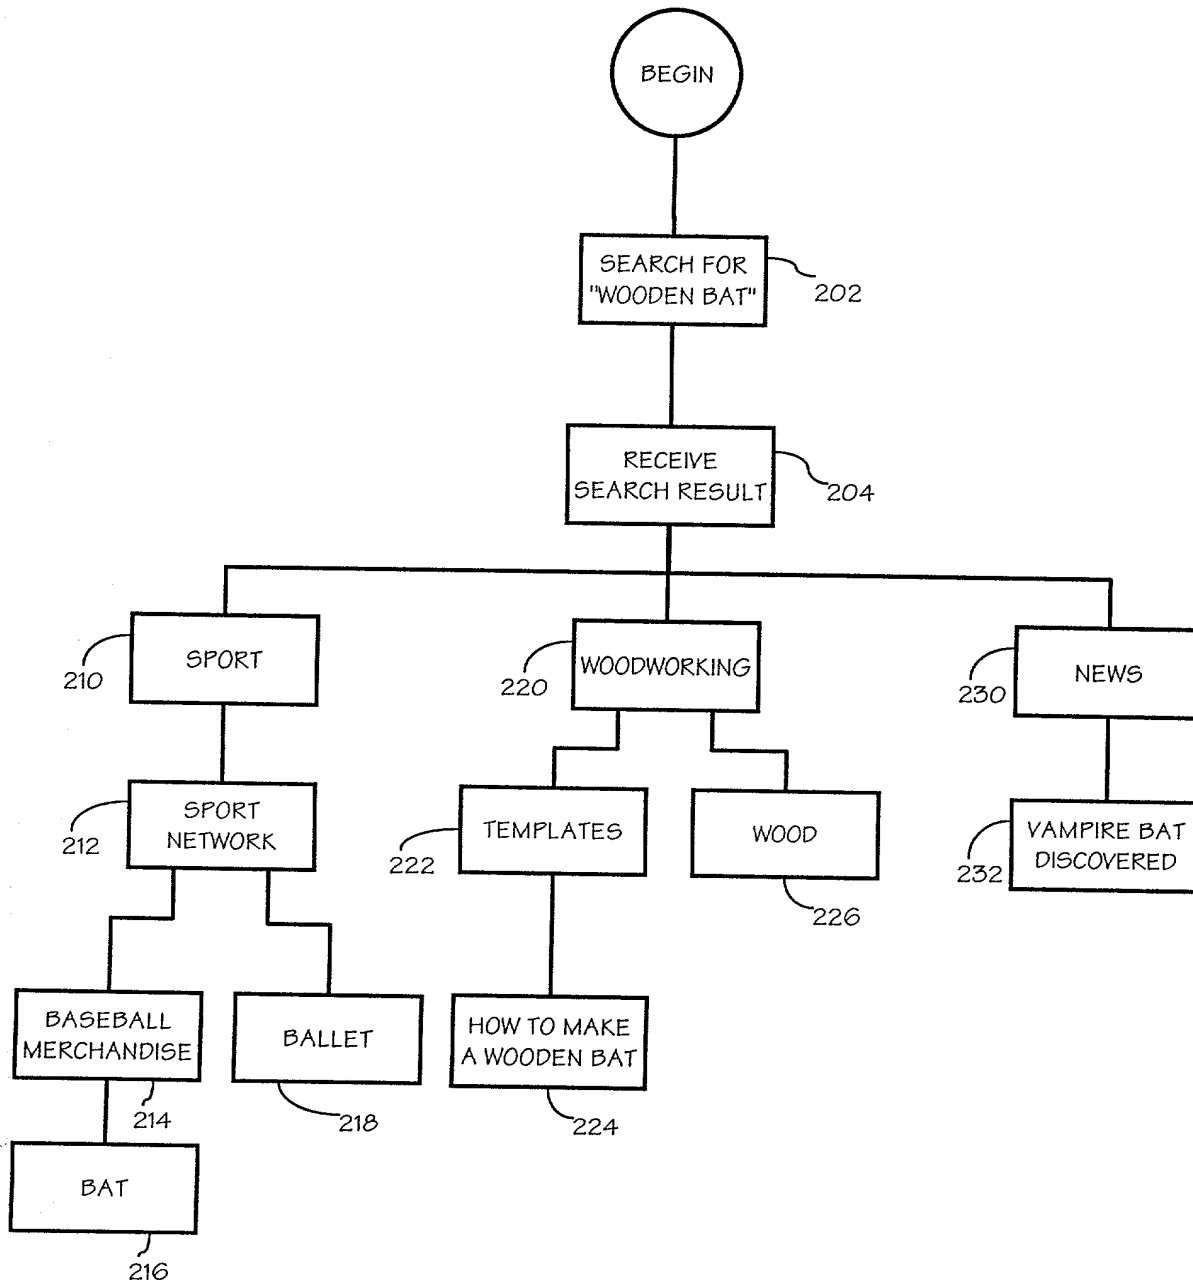 BEGIN
SEARCH FOR
"WOODEN BAT"
202
RECEIVE
SEARCH RESULT
204
SPORT
210
WOODWORKING
220
NEWS
230
SPORT
NETWORK
212
TEMPLATES
222
WOOD
226
VAMPIRE BAT
DISCOVERED
232
BASEBALL
MERCHANDISE
214
BALLET
218
HOW TO MAKE
A WOODEN BAT
224
BAT
216